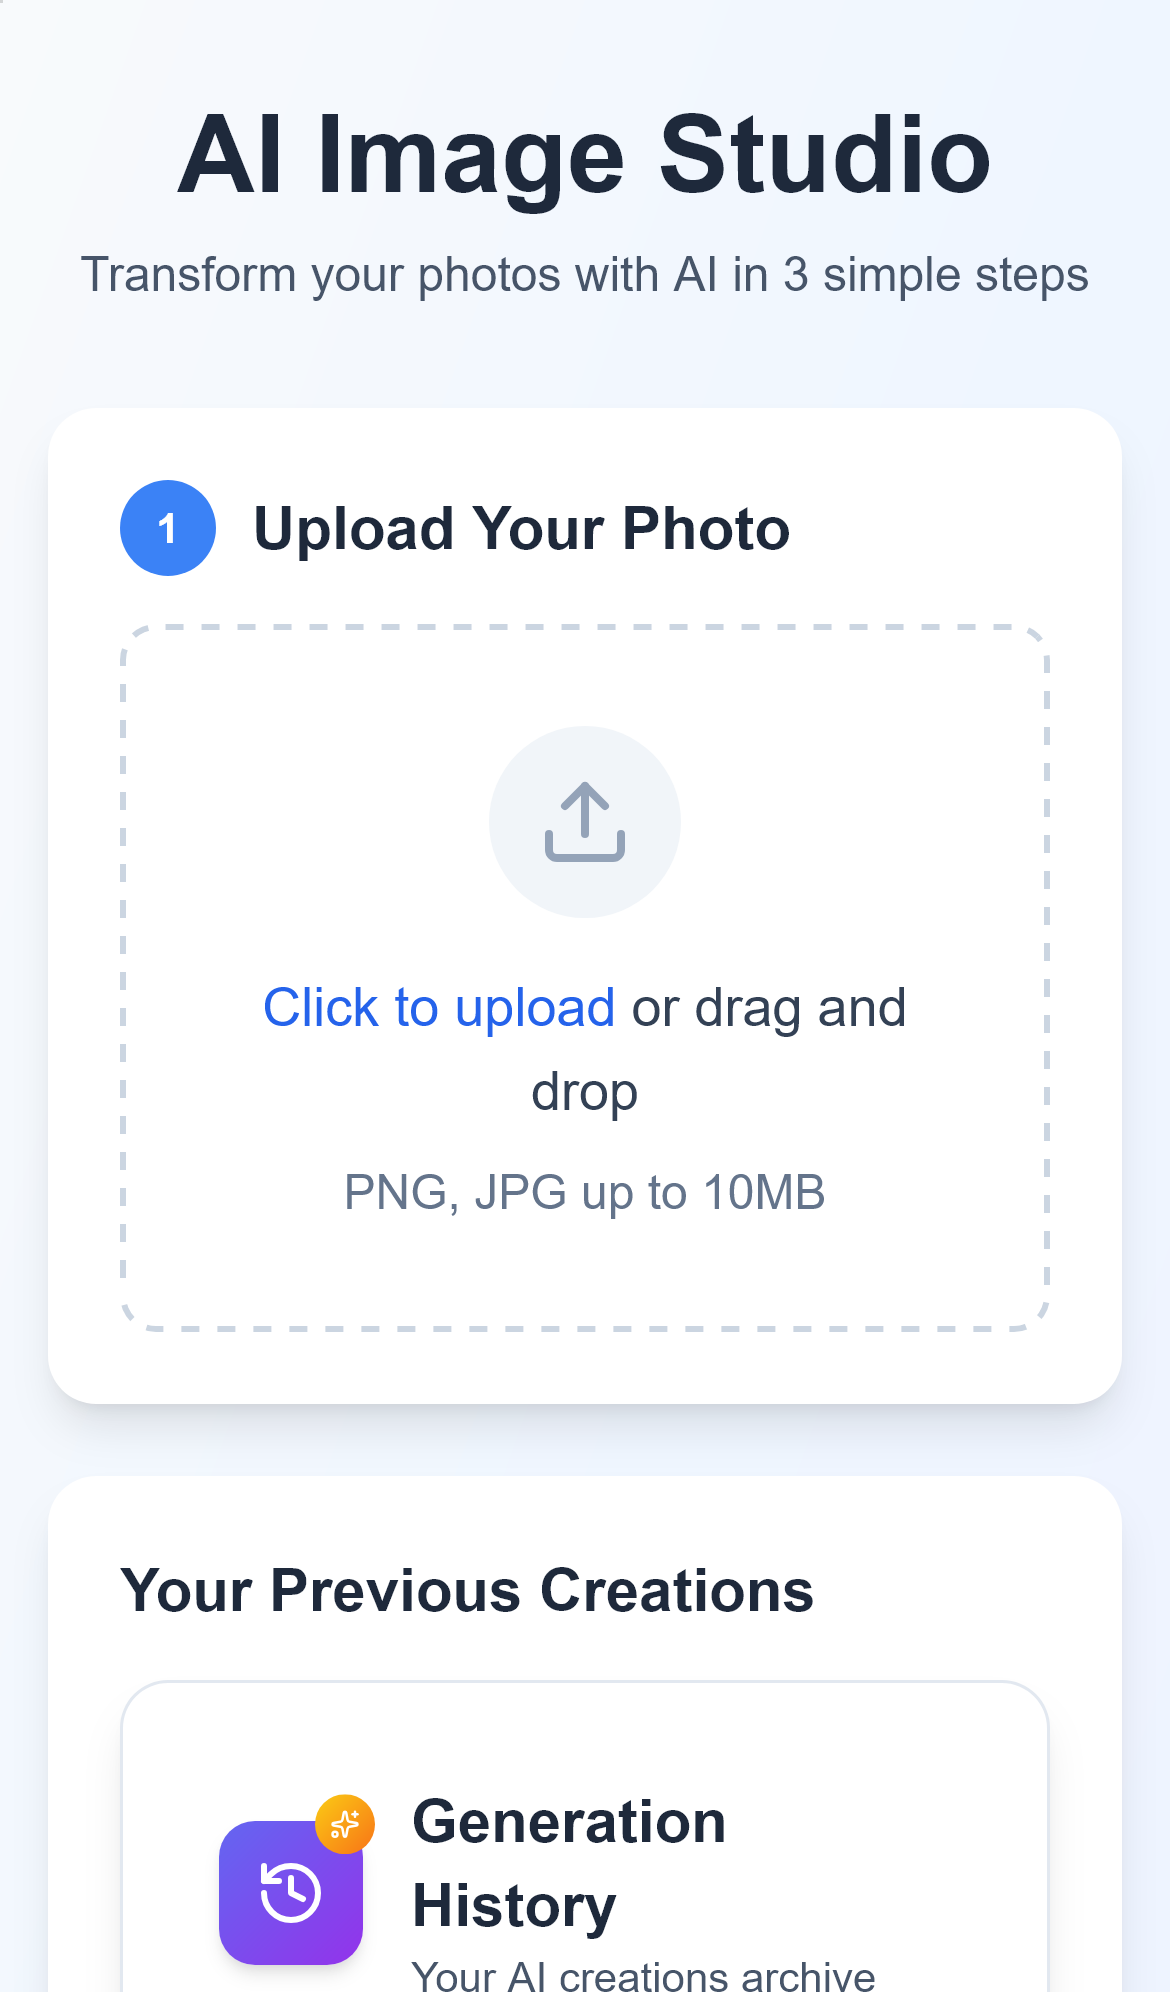 AI Image Studio
Transform your photos with AI in 3 simple steps
1
Upload Your Photo
Click to upload or drag and
drop
PNG, JPG up to 10MB
Your Previous Creations
Generation
History
Your AI creations archive